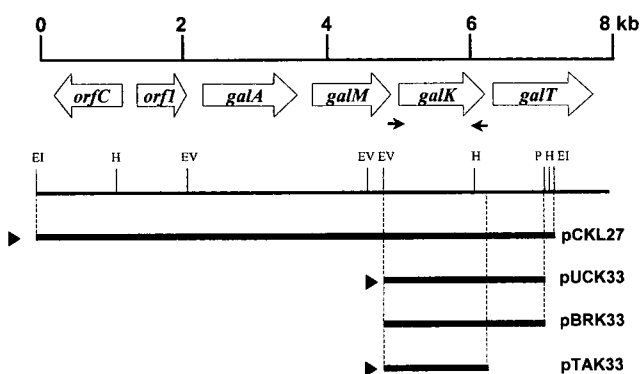 0 2 4 6 8 kb
orfC orf1 galA galM galK galT
EI H EV EV EV H P H EI
pCKL27
pUCK33
pBRK33
pTAK33